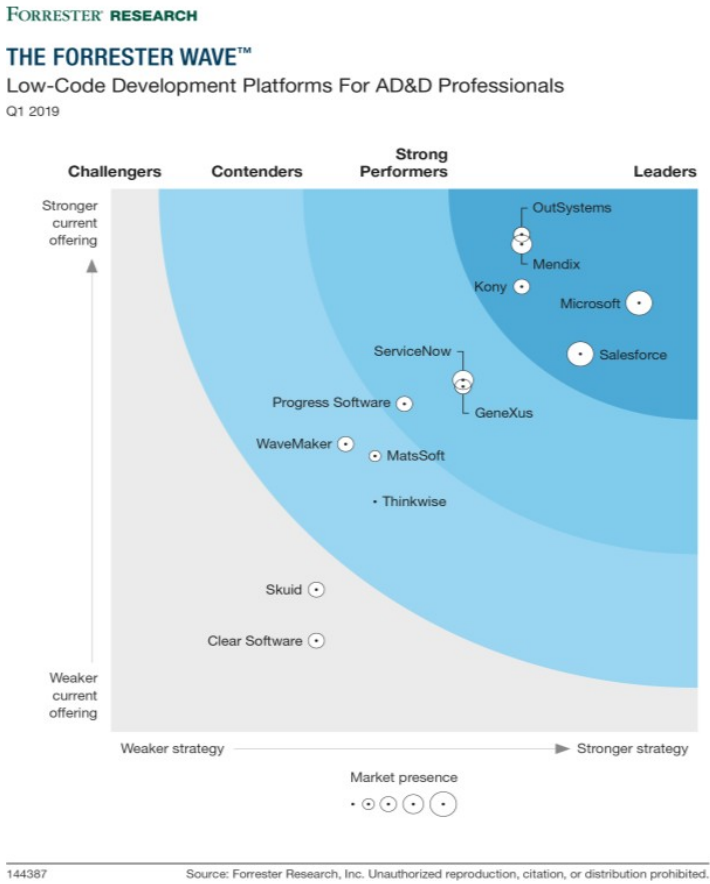 FORRESTER® RESEARCH
THE FORRESTER WAVE™
Low-Code Development Platforms For AD&D Professionals
Q1 2019
Challengers
Contenders
Strong
Performers
Leaders
Stronger
current
offering
OutSystems
Mendix
Kony
Microsoft
ServiceNow
Salesforce
Progress Software
GeneXus
WaveMaker
MatsSoft
Thinkwise
Skuid
Clear Software
Weaker
current
offering
Weaker strategy
Stronger strategy
Market presence
144387
Source: Forrester Research, Inc. Unauthorized reproduction, citation, or distribution prohibited.